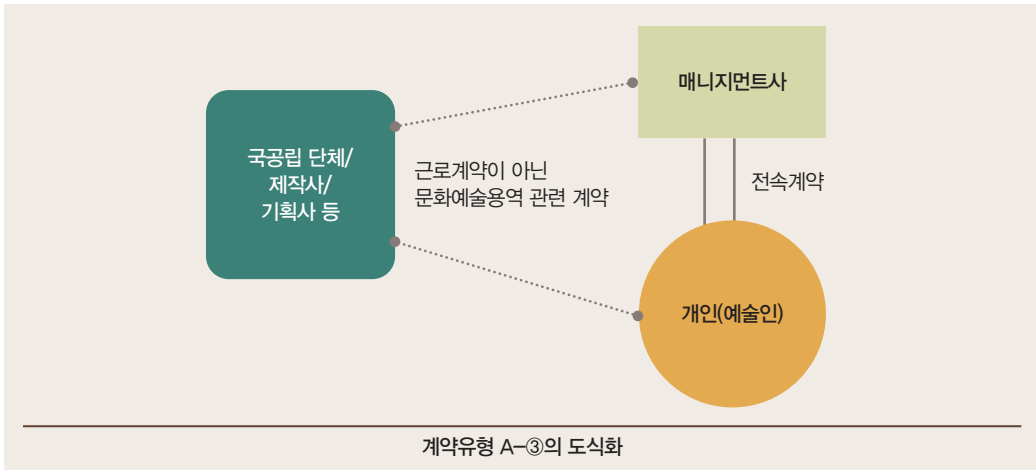 매니지먼트사
국공립 단체/
제작사/
기획사 등
근로계약이 아닌
문화예술용역 관련 계약
전속계약
개인(예술인)
계약유형 A-③의 도식화